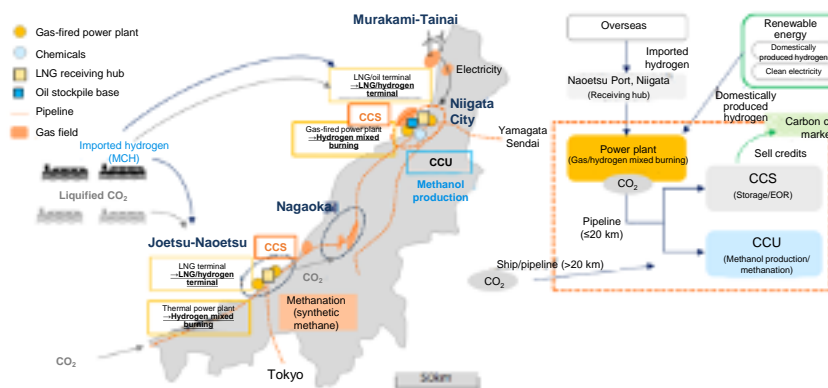 Gas-fired power plant
Chemicals
LNG receiving hub
Oil stockpile base
Pipeline
Gas field
Imported hydrogen
(MCH)
Liquified CO₂
CO₂
Murakami-Tainai
Electricity
LNG/oil terminal
→LNG/hydrogen
terminal
CCS
Niigata
City
Gas-fired power plant
→Hydrogen mixed
burning
Yamagata
Sendai
CCU
Methanol
production
Nagaoka
Joetsu-Naoetsu
CCS
LNG terminal
→LNG/hydrogen
terminal
CO₂
Thermal power plant
→Hydrogen mixed
burning
Methanation
(synthetic
methane)
Tokyo
50km
Overseas
Imported
hydrogen
Naoetsu Port, Niigata
(Receiving hub)
Renewable
energy
Domestically
produced hydrogen
Clean electricity
Domestically
produced
hydrogen
Power plant
(Gas/hydrogen mixed burning)
CO₂
Carbon
market
Sell credits
CCS
(Storage/EOR)
Pipeline
(≤20 km)
CCU
(Methanol production/
methanation)
Ship/pipeline (>20 km)
CO₂